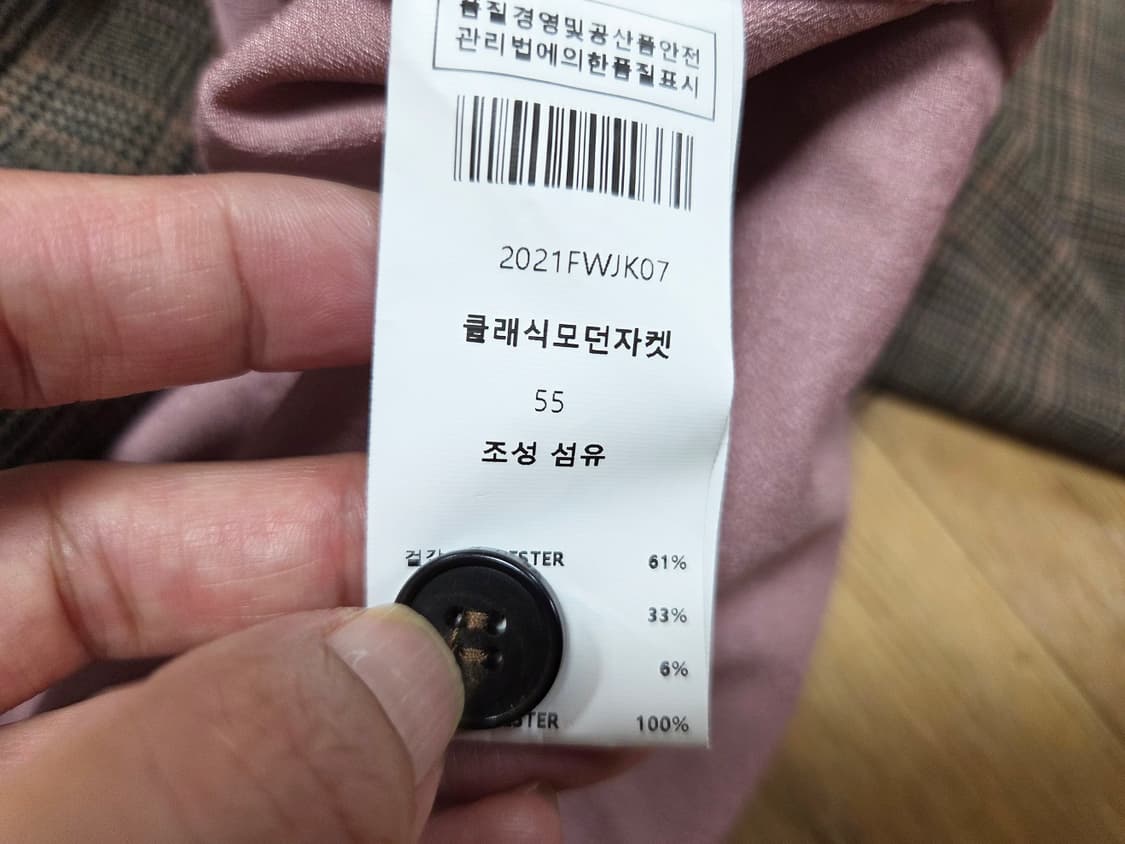 품질경영및공산품안전
관리법에의한품질표시
2021FWJK07
클래식모던자켓
55
조성 섬유
61%
33%
6%
100%